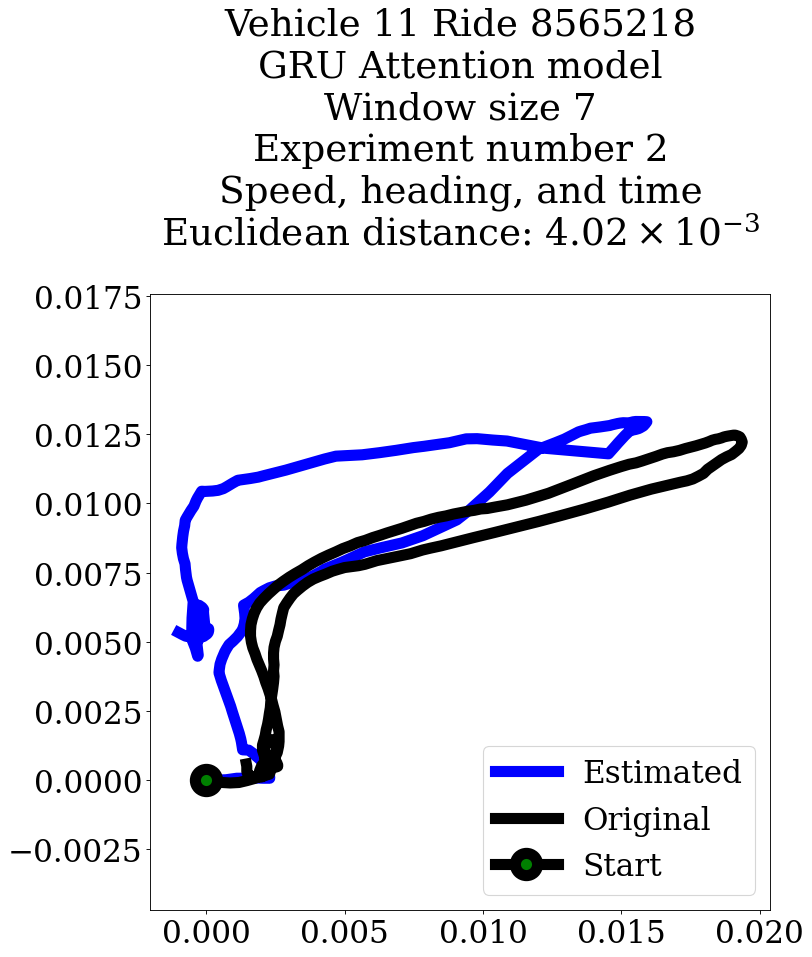 Vehicle 11 Ride 8565218
GRU Attention model
Window size 7
Experiment number 2
Speed, heading, and time
Euclidean distance: 4.02 × 10⁻³
0.0175
0.0150
0.0125
0.0100
0.0075
0.0050
0.0025
0.0000
−0.0025
Estimated
Original
Start
0.000 0.005 0.010 0.015 0.020